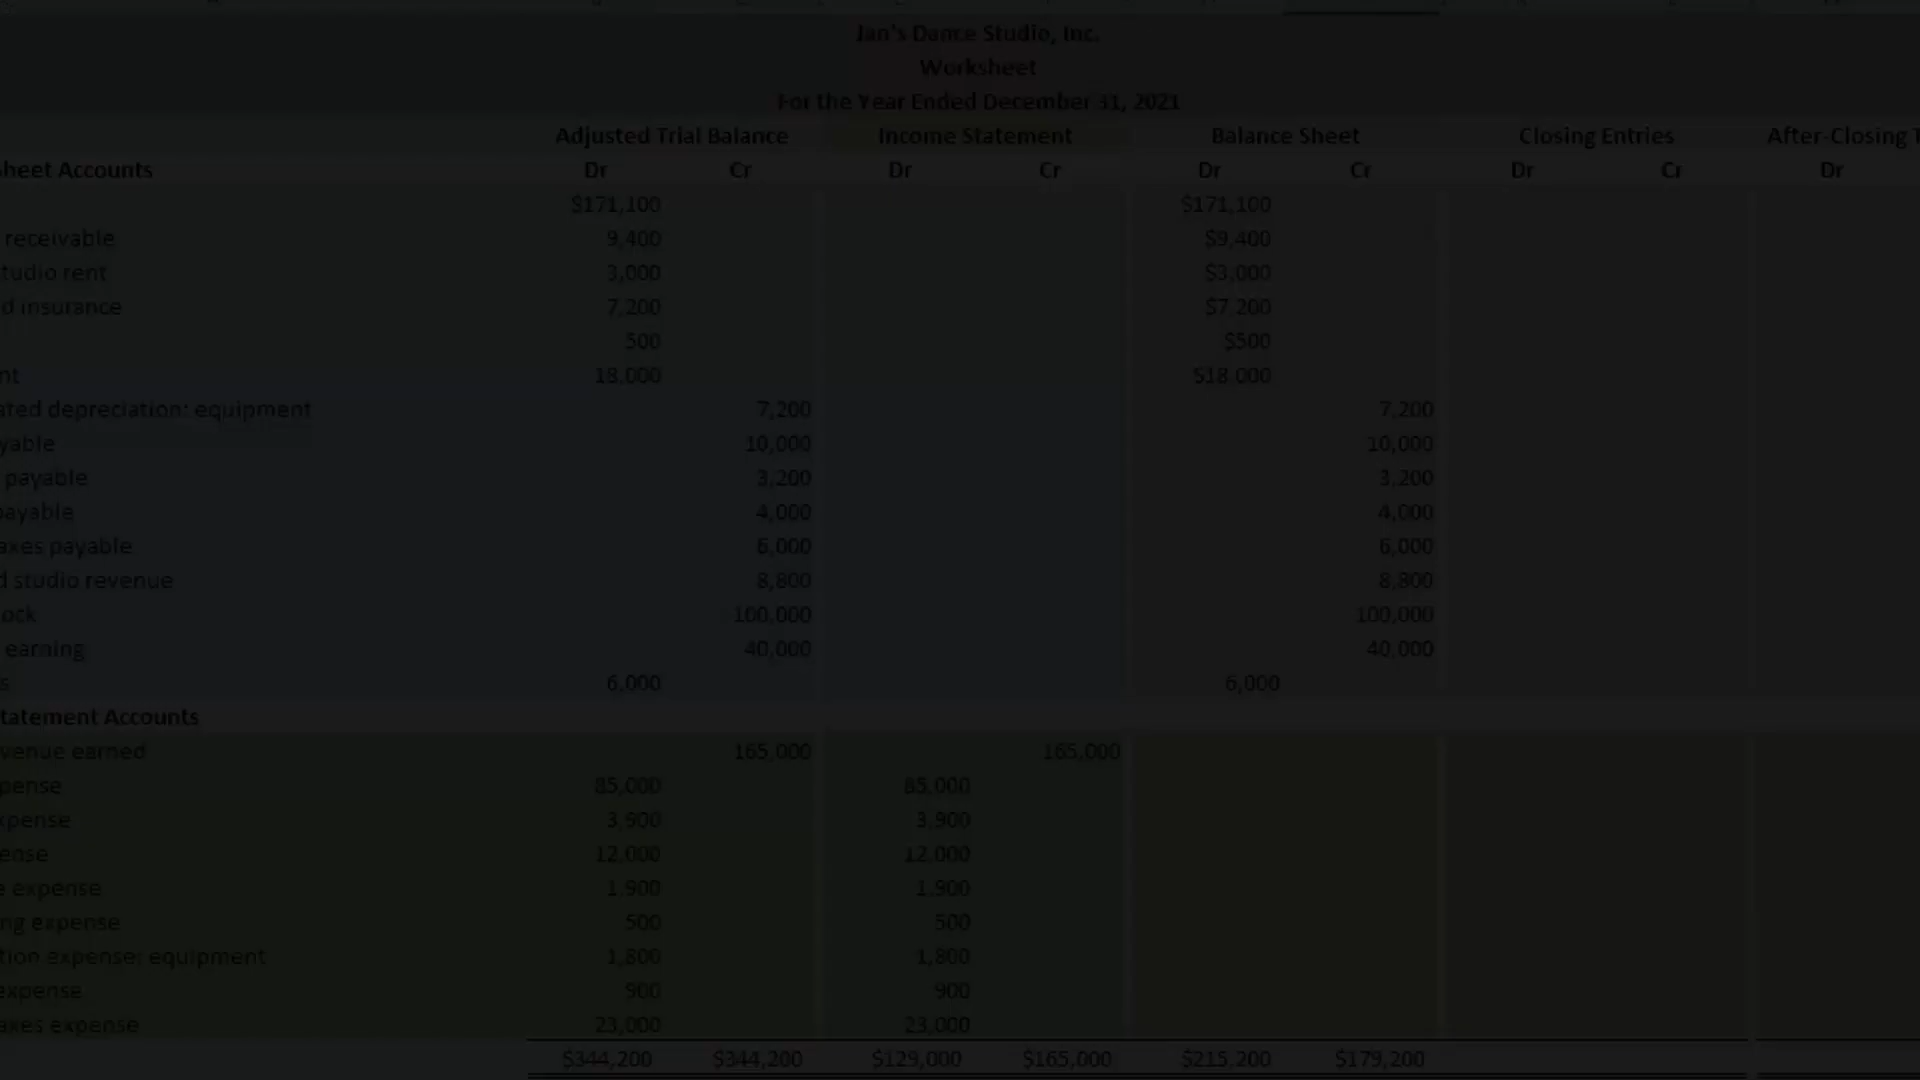 Jan's Dance Studio, Inc.
Worksheet
For the Year Ended December 31, 2021
Adjusted Trial Balance Income Statement Balance Sheet Closing Entries After-Closing T
heet Accounts Dr Cr Dr Cr Dr Cr Dr Cr Dr
$171,100 $171,100
receivable 9,400 $9,400
tudio rent 3,000 $3,000
d insurance 7,200 $7,200
500 $500
nt 18,000 $18,000
ated depreciation: equipment 7,200 7,200
yable 10,000 10,000
payable 3,200 3,200
payable 4,000 4,000
axes payable 6,000 6,000
d studio revenue 8,800 8,800
ock 100,000 100,000
earning 40,000 40,000
s 6,000 6,000
tatement Accounts
venue earned 165,000 165,000
pense 85,000 85,000
xpense 3,900 3,900
ense 12,000 12,000
e expense 1,900 1,900
ng expense 500 500
tion expense: equipment 1,800 1,800
expense 900 900
axes expense 23,000 23,000
$344,200 $344,200 $129,000 $165,000 $215,200 $179,200